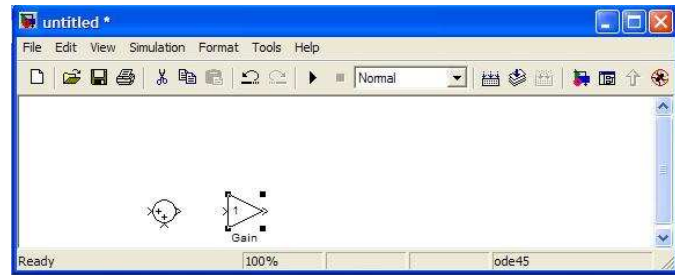 untitled *
File Edit View Simulation Format Tools Help
Normal
1
Gain
Ready 100% ode45